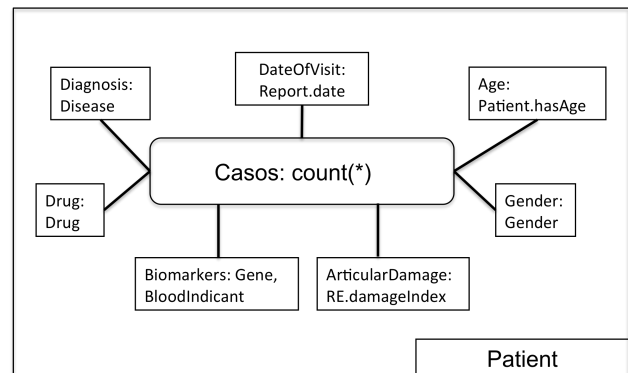 Diagnosis:
Disease
DateOfVisit:
Report.date
Age:
Patient.hasAge
Casos: count(*)
Drug:
Drug
Gender:
Gender
Biomarkers: Gene,
BloodIndicant
ArticularDamage:
RE.damageIndex
Patient